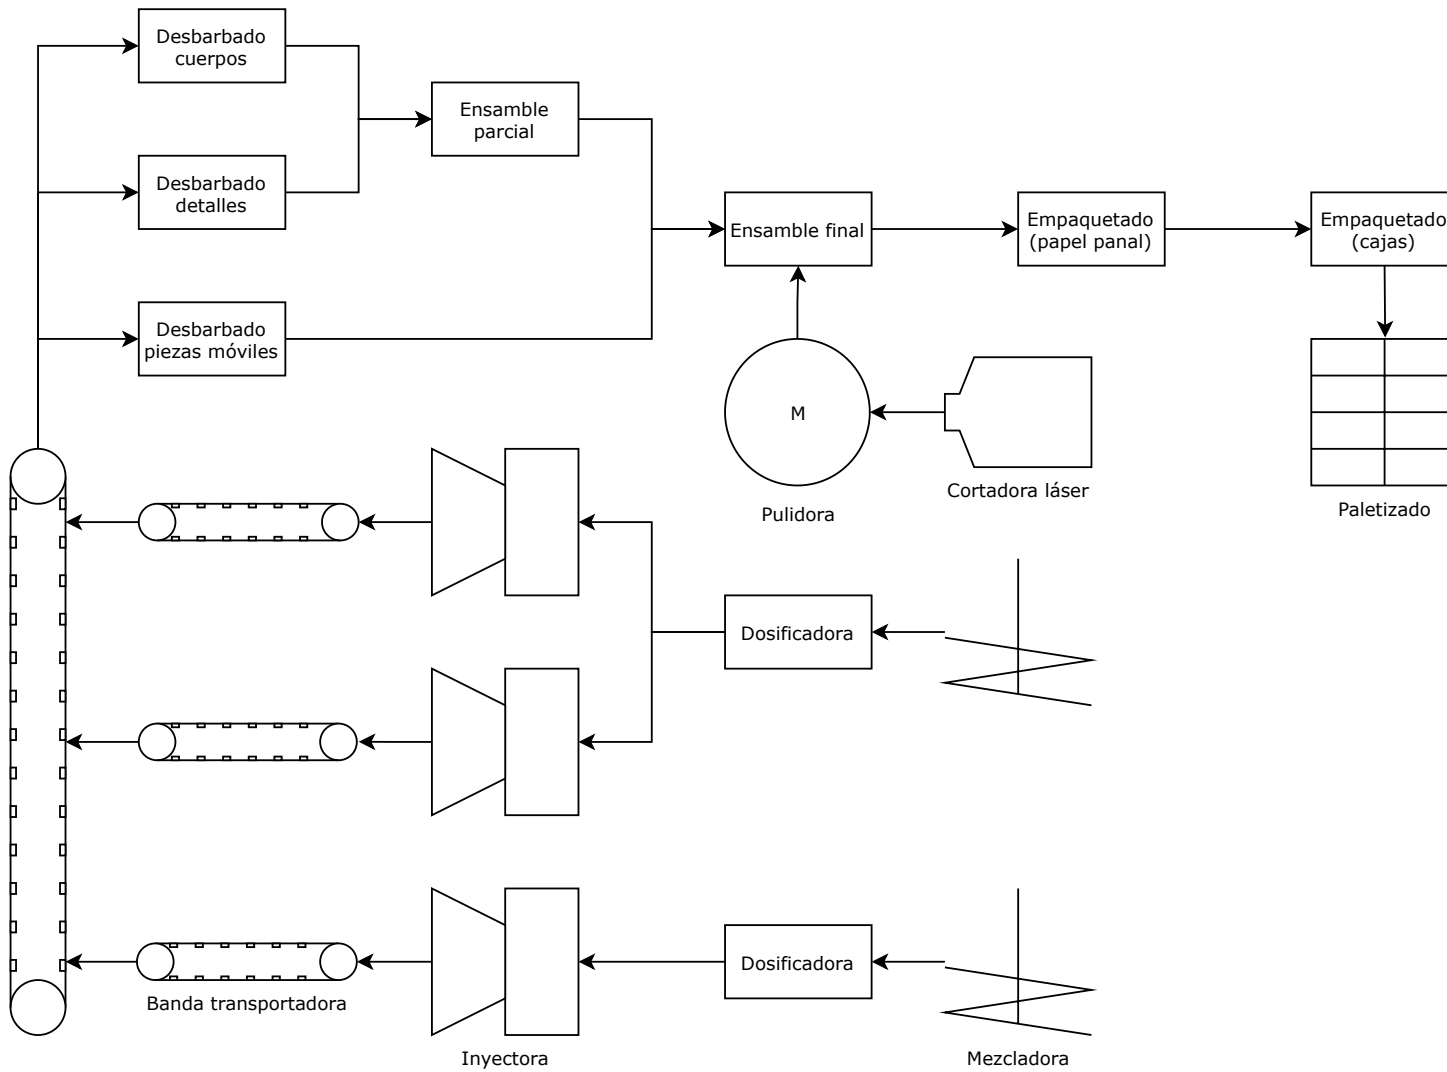 Desbarbado
cuerpos
Ensamble
parcial
Desbarbado
detalles
Ensamble final
Empaquetado
(papel panal)
Empaquetado
(cajas)
Desbarbado
piezas móviles
M
Cortadora láser
Pulidora
Paletizado
Dosificadora
Dosificadora
Banda transportadora
Inyectora
Mezcladora